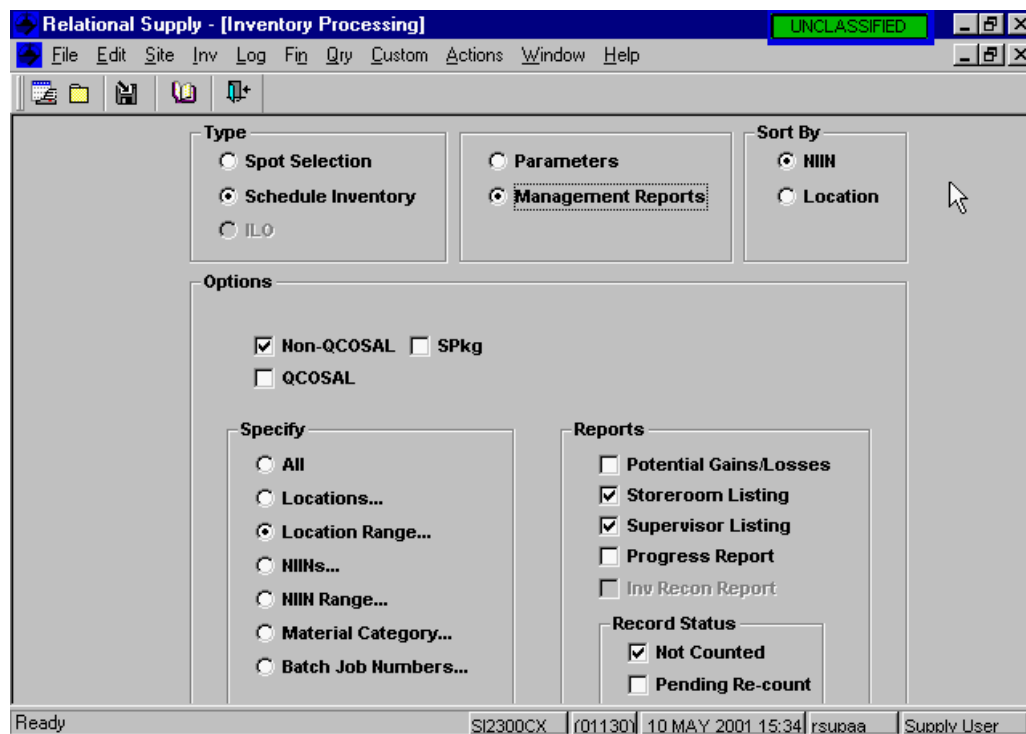 Relational Supply - [Inventory Processing]
UNCLASSIFIED
File Edit Site Inv Log Fin Qry Custom Actions Window Help
Type
Spot Selection
Schedule Inventory
ILO
Parameters
Management Reports
Sort By
NIIN
Location
Options
Non-QCOSAL SPkg
QCOSAL
Specify
All
Locations...
Location Range...
NIINs...
NIIN Range...
Material Category...
Batch Job Numbers...
Reports
Potential Gains/Losses
Storeroom Listing
Supervisor Listing
Progress Report
Inv Recon Report
Record Status
Not Counted
Pending Re-count
Ready SI2300CX (01130) 10 MAY 2001 15:34 rsupaa Supply User